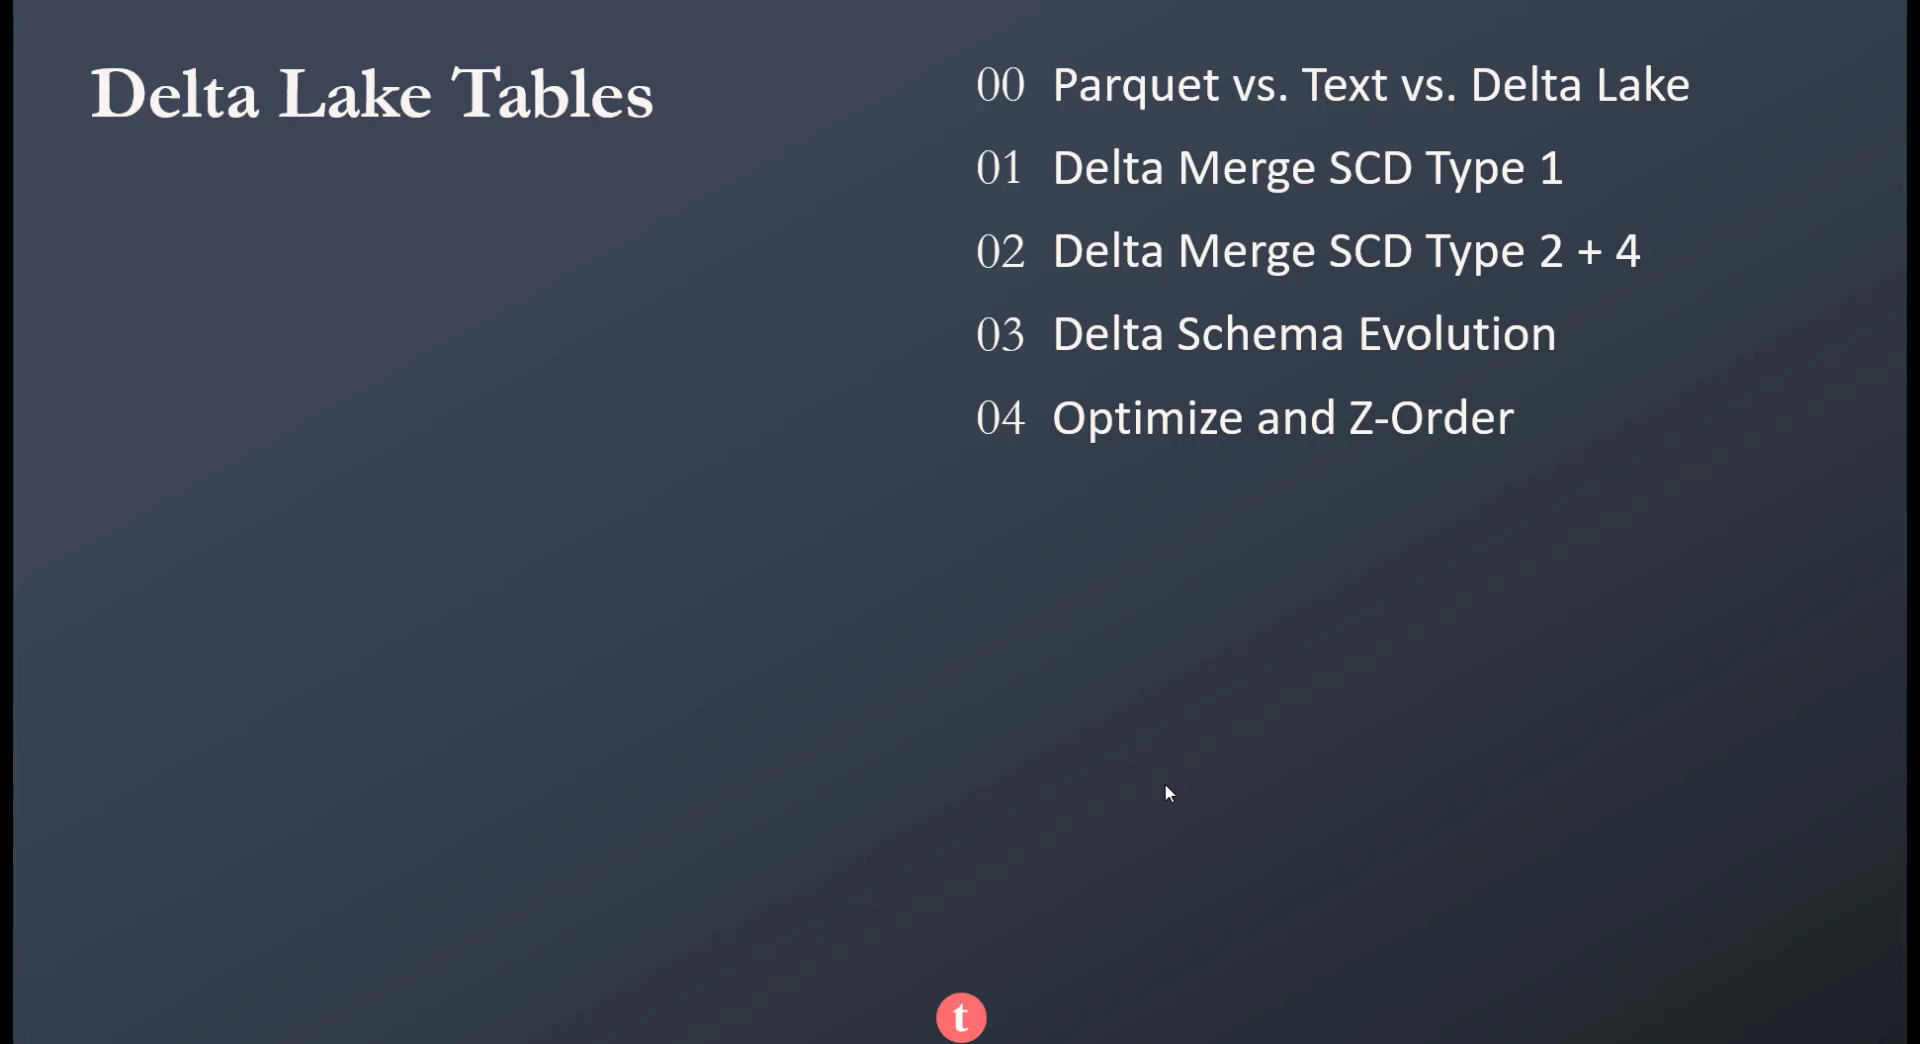 Delta Lake Tables
00 Parquet vs. Text vs. Delta Lake
01 Delta Merge SCD Type 1
02 Delta Merge SCD Type 2 + 4
03 Delta Schema Evolution
04 Optimize and Z-Order
t